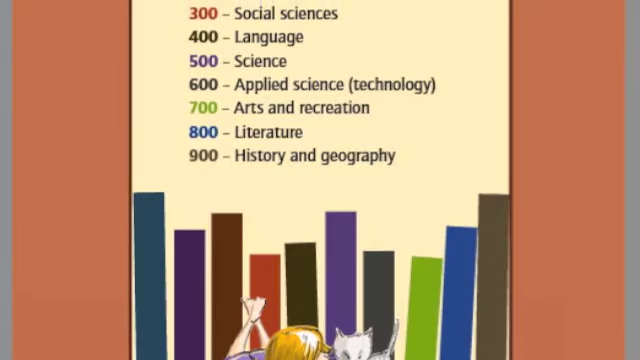 300 – Social sciences
400 – Language
500 – Science
600 – Applied science (technology)
700 – Arts and recreation
800 – Literature
900 – History and geography